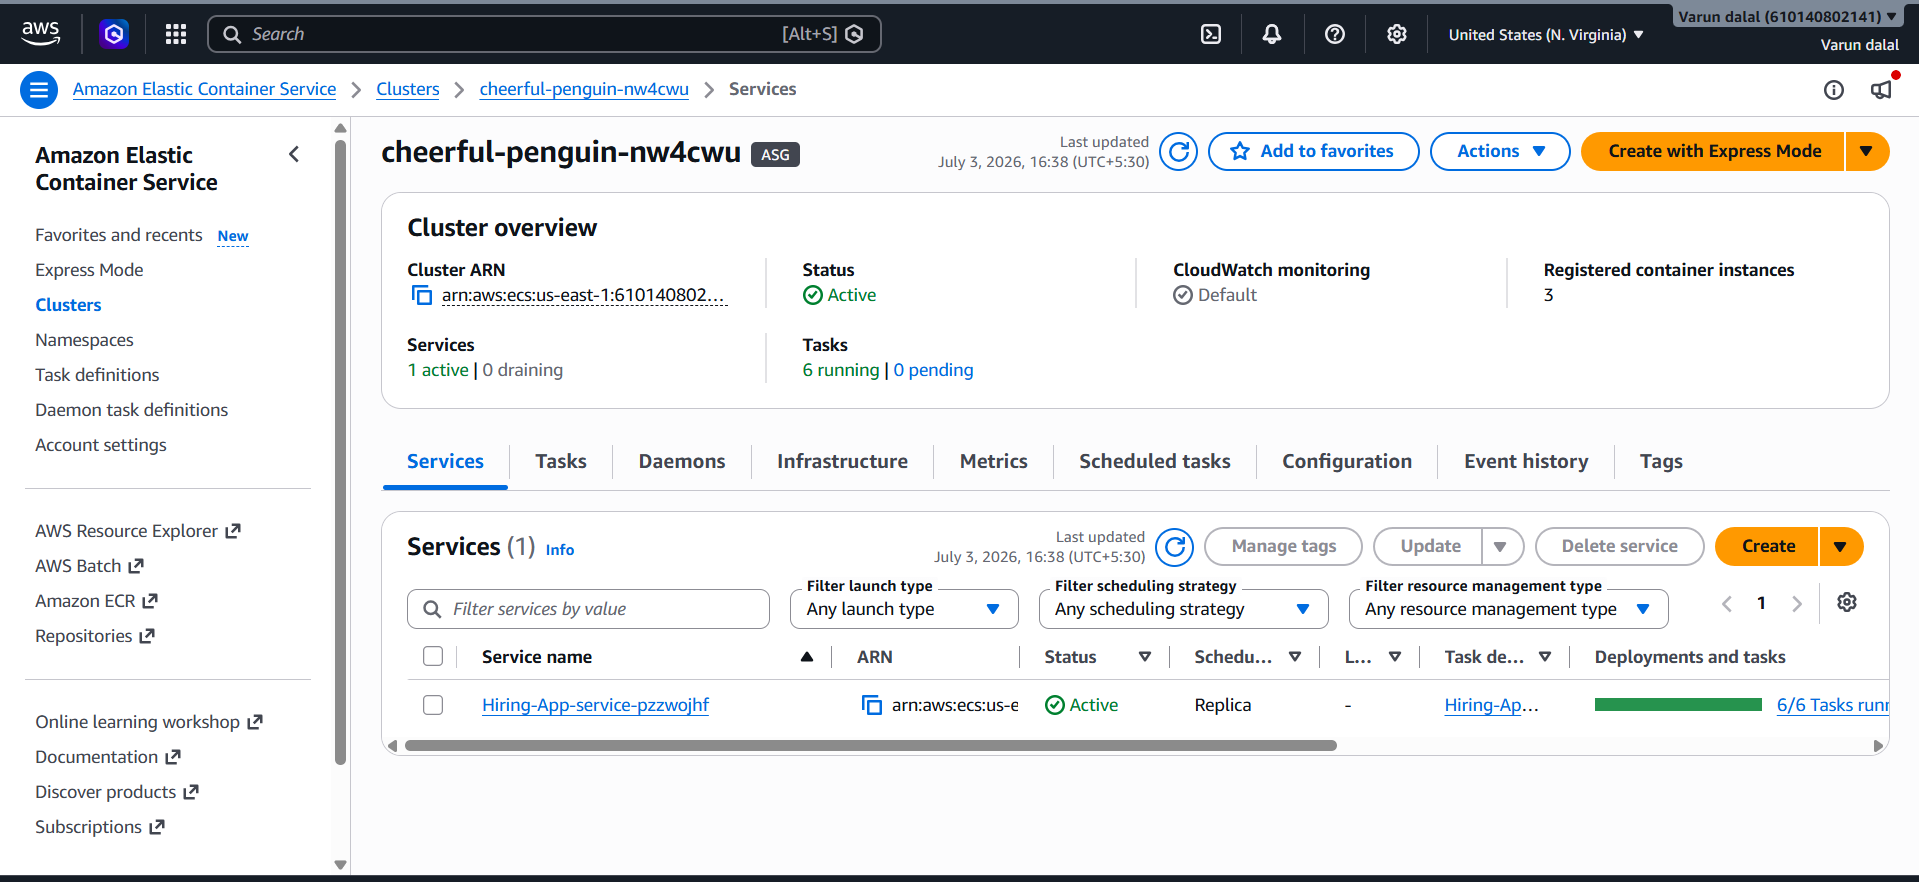 aws
Search
[Alt+S]
United States (N. Virginia)
Varun dalal (610140802141)
Varun dalal
Amazon Elastic Container Service
Clusters
cheerful-penguin-nw4cwu
Services
Amazon Elastic
Container Service
Favorites and recents New
Express Mode
Clusters
Namespaces
Task definitions
Daemon task definitions
Account settings
AWS Resource Explorer
AWS Batch
Amazon ECR
Repositories
Online learning workshop
Documentation
Discover products
Subscriptions
cheerful-penguin-nw4cwu ASG
Last updated
July 3, 2026, 16:38 (UTC+5:30)
Add to favorites
Actions
Create with Express Mode
Cluster overview
Cluster ARN
arn:aws:ecs:us-east-1:610140802...
Status
Active
CloudWatch monitoring
Default
Registered container instances
3
Services
1 active | 0 draining
Tasks
6 running | 0 pending
Services Tasks Daemons Infrastructure Metrics Scheduled tasks Configuration Event history Tags
Services (1) Info
Last updated
July 3, 2026, 16:38 (UTC+5:30)
Manage tags
Update
Delete service
Create
Filter services by value
Filter launch type
Any launch type
Filter scheduling strategy
Any scheduling strategy
Filter resource management type
Any resource management type
1
Service name ARN Status Schedu... L... Task de... Deployments and tasks
Hiring-App-service-pzzwojhf arn:aws:ecs:us-e Active Replica - Hiring-Ap... 6/6 Tasks runn